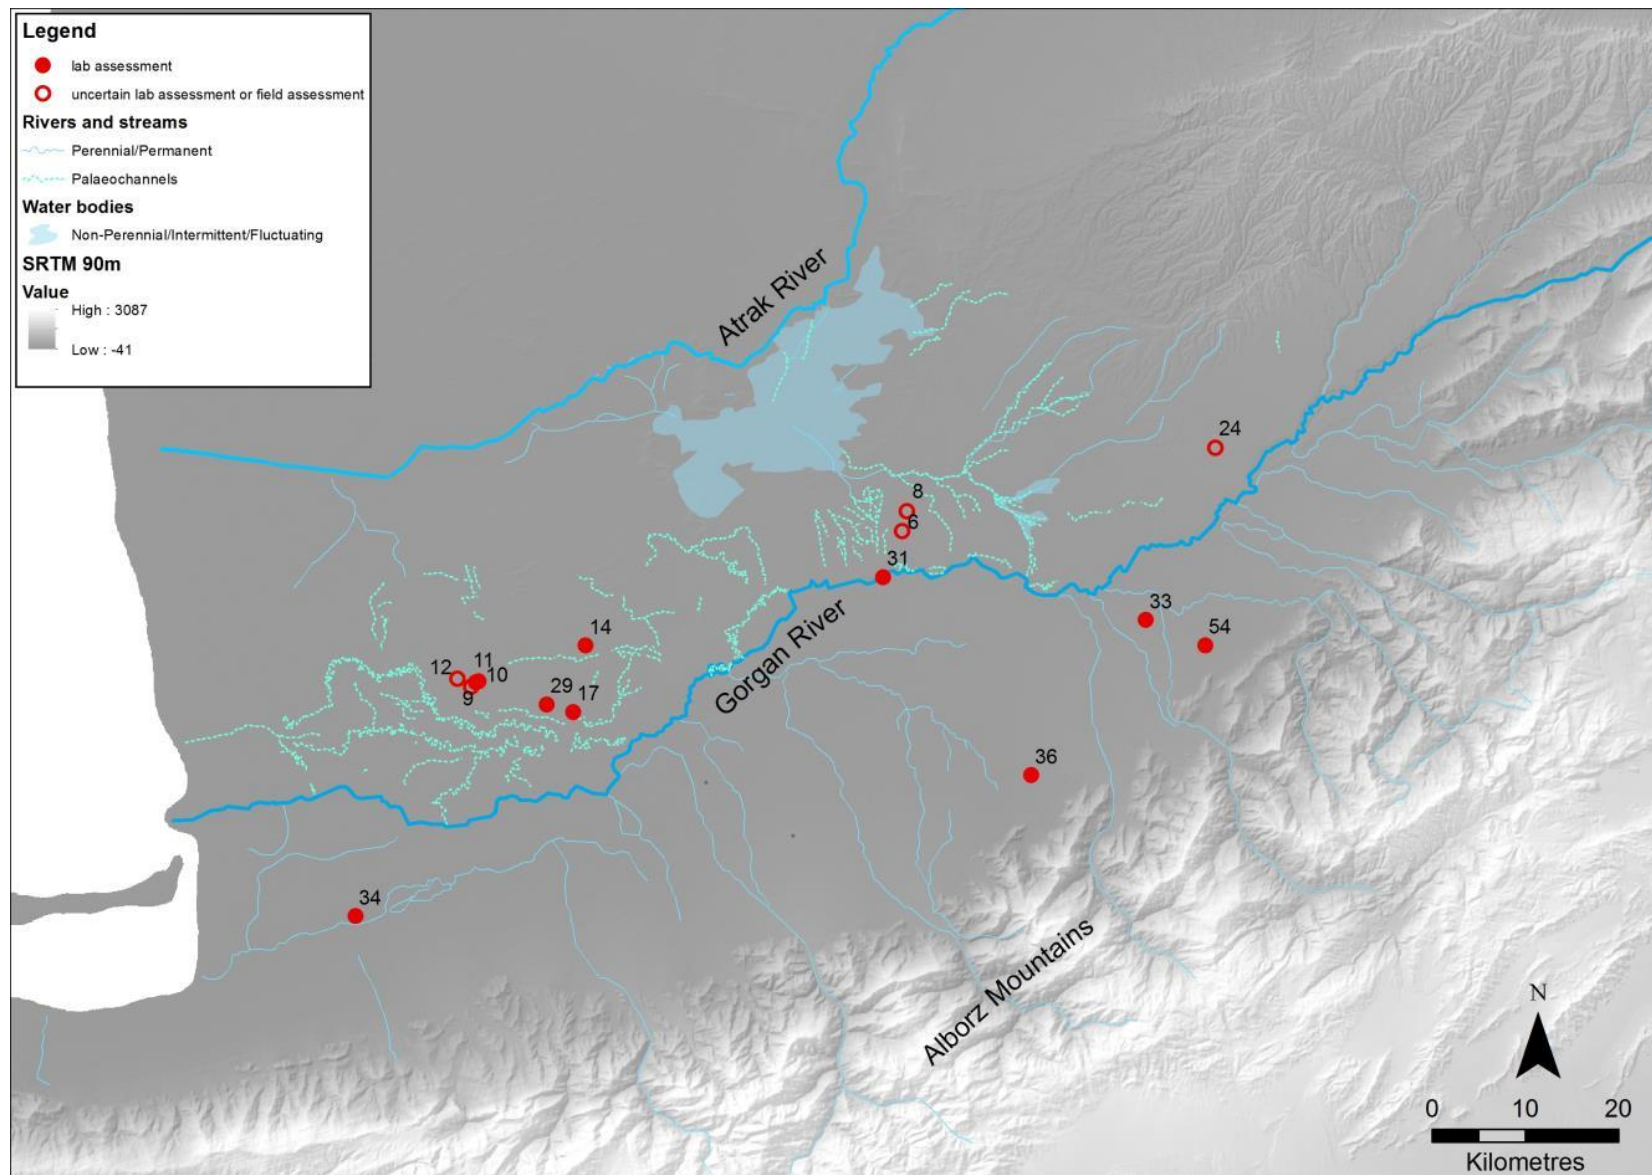 Legend
lab assessment
uncertain lab assessment or field assessment
Rivers and streams
Perennial/Permanent
Palaeochannels
Water bodies
Non-Perennial/Intermittent/Fluctuating
SRTM 90m
Value
High : 3087
Low : -41
Atrak River
24
8
6
31
Gorgan River
33
54
14
12
11
10
9
29
17
36
34
Alborz Mountains
N
0 10 20
Kilometres